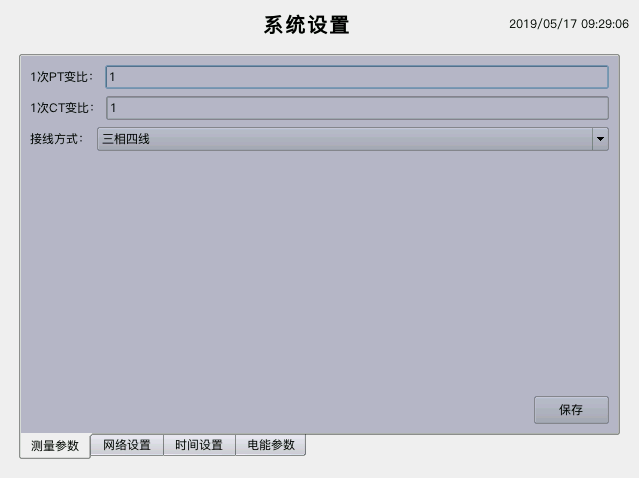 系统设置
2019/05/17 09:29:06
1次PT变比： 1
1次CT变比： 1
接线方式： 三相四线
保存
测量参数 网络设置 时间设置 电能参数